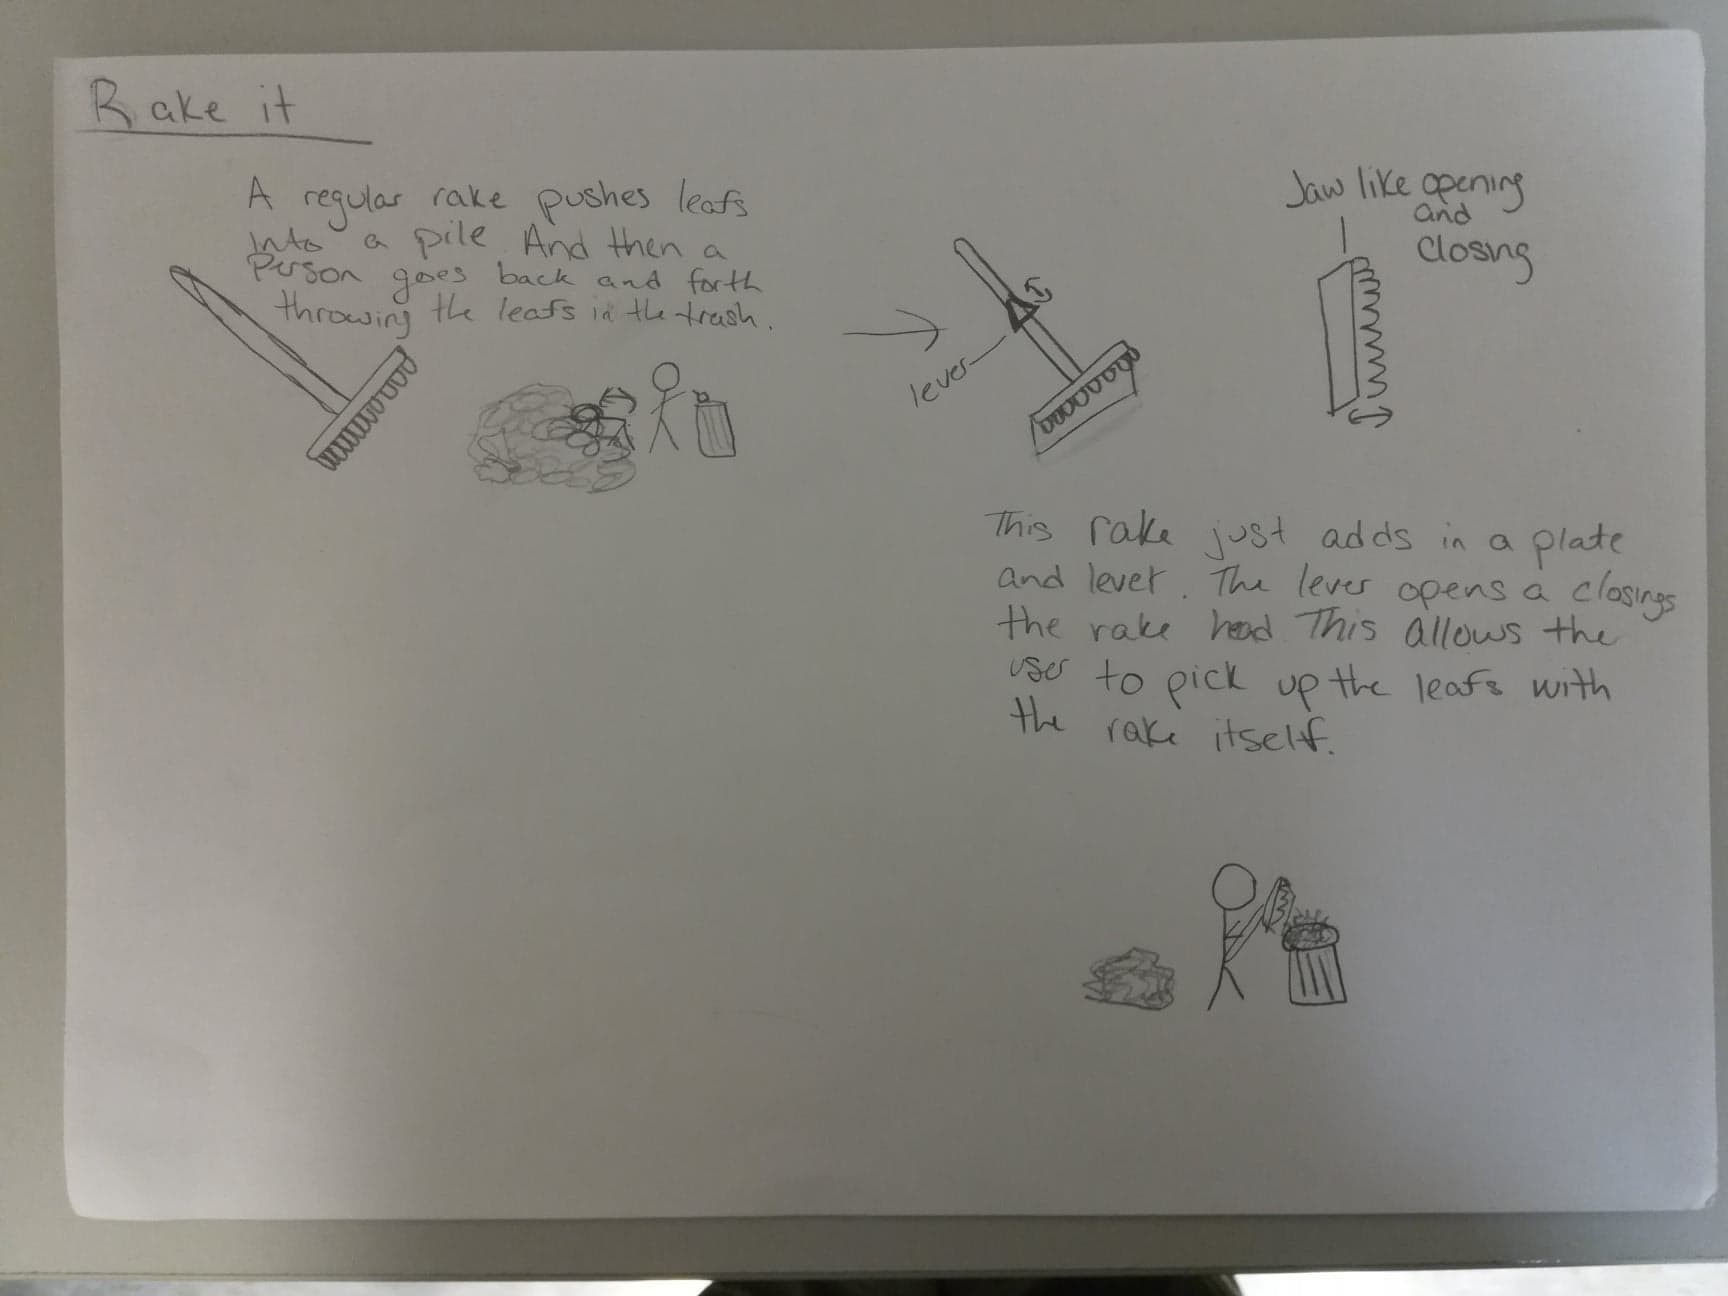 Rake it
A regular rake pushes leafs
into a pile. And then a
Person goes back and forth
throwing the leafs in the trash.
lever
Jaw like opening
and
Closing
This rake just adds in a plate
and lever. The lever opens a closings
the rake head. This allows the
user to pick up the leafs with
the rake itself.